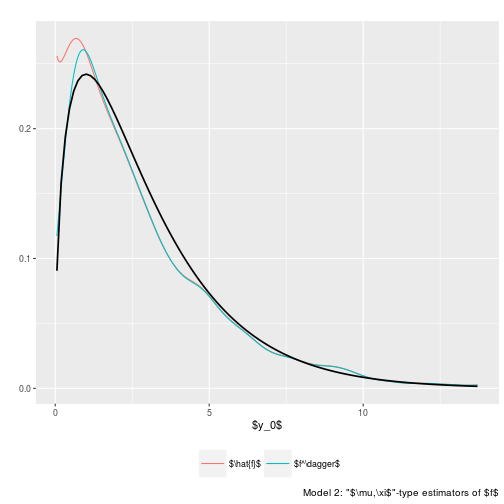 0.2
0.1
0.0
0
5
10
$y_0$
$\hat{f}$
$f^\dagger$
Model 2: "$\mu,\xi$"-type estimators of $f$